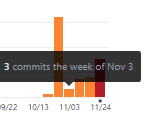 3 commits the week of Nov 3
9/22 10/13 11/03 11/24